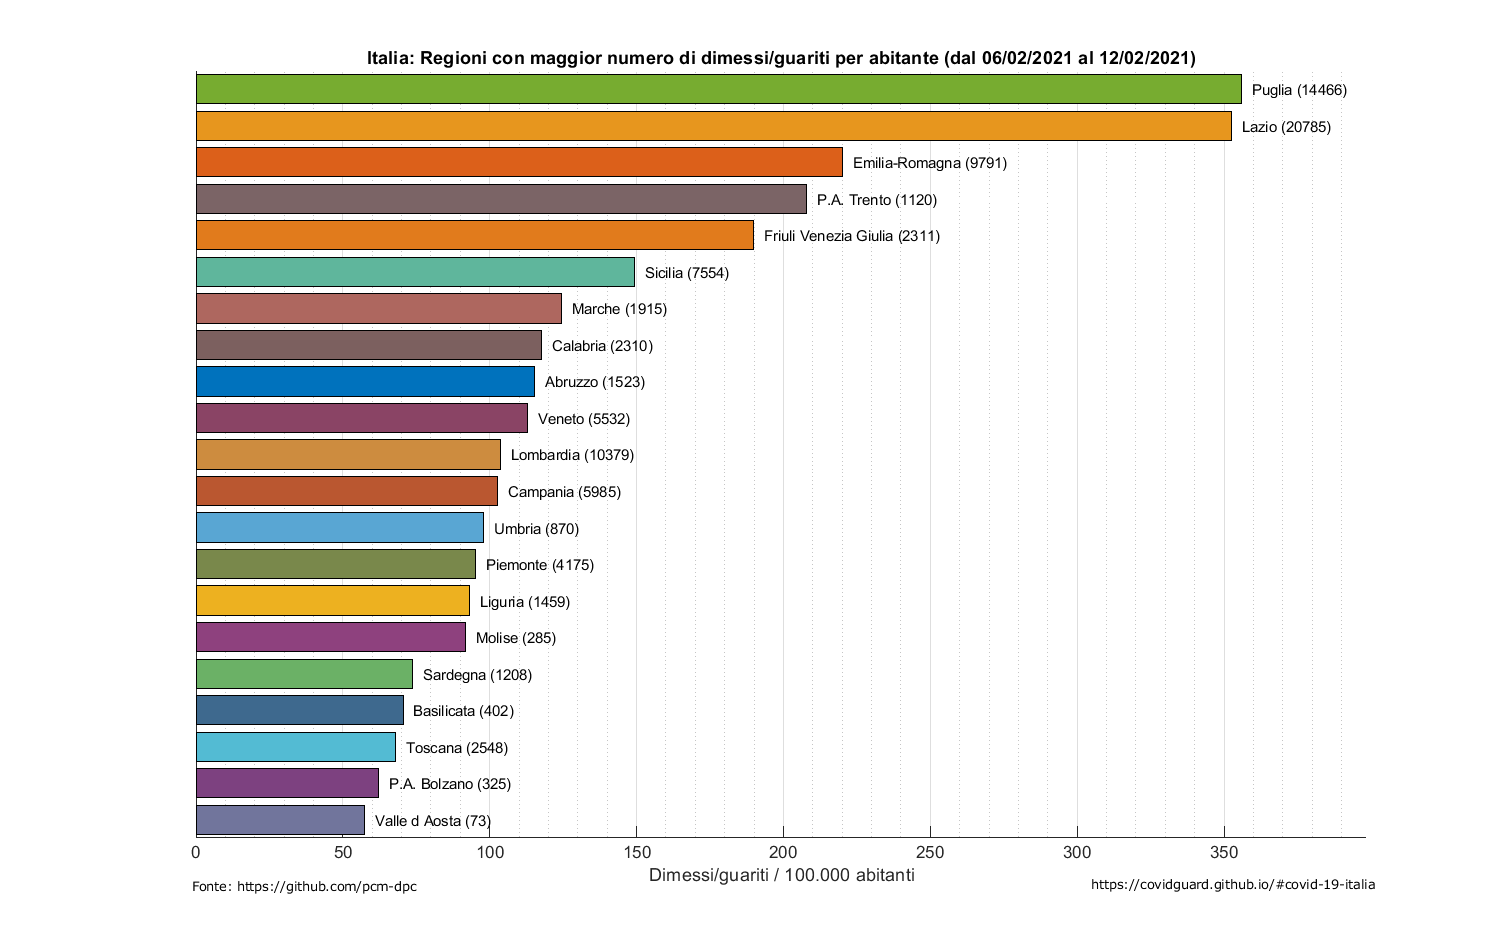 Italia: Regioni con maggior numero di dimessi/guariti per abitante (dal 06/02/2021 al 12/02/2021)
Puglia (14466)
Lazio (20785)
Emilia-Romagna (9791)
P.A. Trento (1120)
Friuli Venezia Giulia (2311)
Sicilia (7554)
Marche (1915)
Calabria (2310)
Abruzzo (1523)
Veneto (5532)
Lombardia (10379)
Campania (5985)
Umbria (870)
Piemonte (4175)
Liguria (1459)
Molise (285)
Sardegna (1208)
Basilicata (402)
Toscana (2548)
P.A. Bolzano (325)
Valle d Aosta (73)
0 50 100 150 200 250 300 350
Dimessi/guariti / 100.000 abitanti
Fonte: https://github.com/pcm-dpc
https://covidguard.github.io/#covid-19-italia